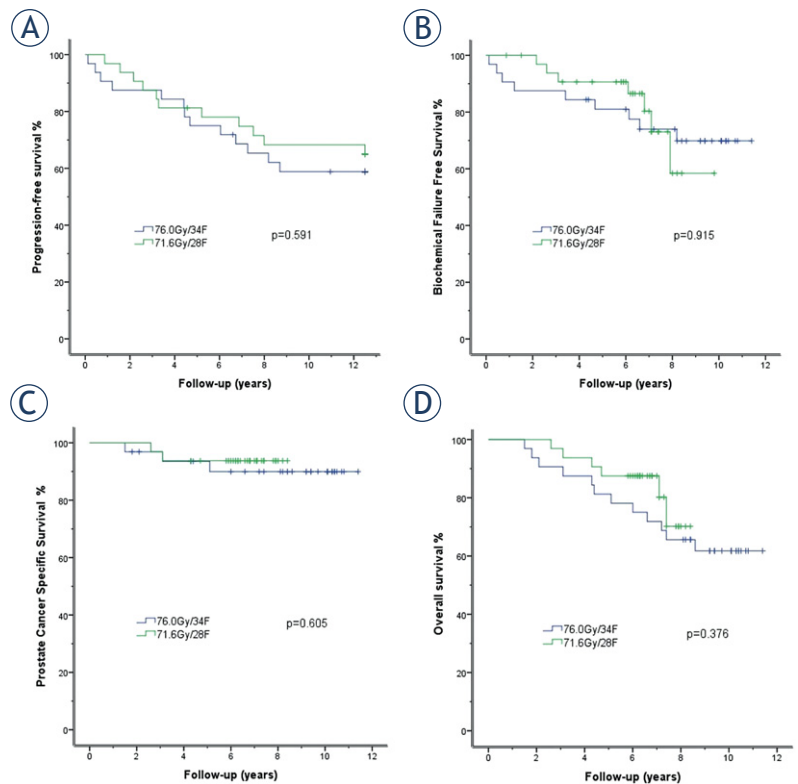 A
Progression-free survival %
100
80
60
40
20
0
76.0Gy/34F
71.6Gy/28F
p=0.591
0 2 4 6 8 10 12
Follow-up (years)
B
Biochemical Failure Free Survival %
100
80
60
40
20
0
76.0Gy/34F
71.6Gy/28F
p=0.915
0 2 4 6 8 10 12
Follow-up (years)
C
Prostate Cancer Specific Survival %
100
80
60
40
20
0
76.0Gy/34F
71.6Gy/28F
p=0.605
0 2 4 6 8 10 12
Follow-up (years)
D
Overall survival %
100
80
60
40
20
0
76.0Gy/34F
71.6Gy/28F
p=0.376
0 2 4 6 8 10 12
Follow-up (years)